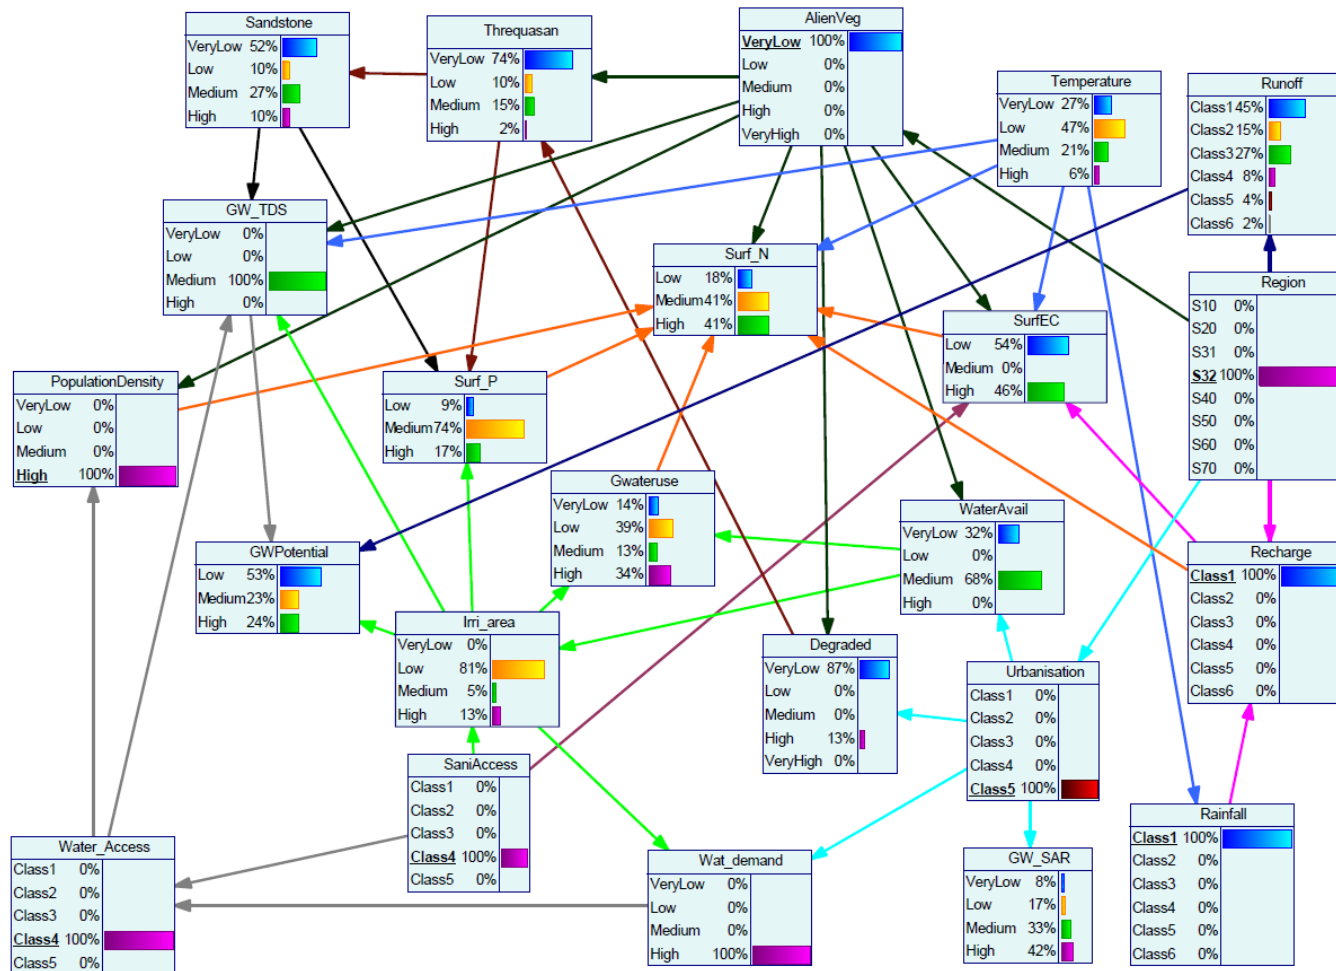 Sandstone
VeryLow 52%
Low 10%
Medium 27%
High 10%
Threquasan
VeryLow 74%
Low 10%
Medium 15%
High 2%
AlienVeg
VeryLow 100%
Low 0%
Medium 0%
High 0%
VeryHigh 0%
Temperature
VeryLow 27%
Low 47%
Medium 21%
High 6%
Runoff
Class1 45%
Class2 15%
Class3 27%
Class4 8%
Class5 4%
Class6 2%
GW_TDS
VeryLow 0%
Low 0%
Medium 100%
High 0%
Surf_N
Low 18%
Medium 41%
High 41%
Region
S10 0%
S20 0%
S31 0%
S32 100%
S40 0%
S50 0%
S60 0%
S70 0%
SurfEC
Low 54%
Medium 0%
High 46%
PopulationDensity
VeryLow 0%
Low 0%
Medium 0%
High 100%
Surf_P
Low 9%
Medium 74%
High 17%
Gwateruse
VeryLow 14%
Low 39%
Medium 13%
High 34%
WaterAvail
VeryLow 32%
Low 0%
Medium 68%
High 0%
GWPotential
Low 53%
Medium 23%
High 24%
Recharge
Class1 100%
Class2 0%
Class3 0%
Class4 0%
Class5 0%
Class6 0%
Irri_area
VeryLow 0%
Low 81%
Medium 5%
High 13%
Degraded
VeryLow 87%
Low 0%
Medium 0%
High 13%
VeryHigh 0%
Urbanisation
Class1 0%
Class2 0%
Class3 0%
Class4 0%
Class5 100%
SaniAccess
Class1 0%
Class2 0%
Class3 0%
Class4 100%
Class5 0%
Water_Access
Class1 0%
Class2 0%
Class3 0%
Class4 100%
Class5 0%
Wat_demand
VeryLow 0%
Low 0%
Medium 0%
High 100%
GW_SAR
VeryLow 8%
Low 17%
Medium 33%
High 42%
Rainfall
Class1 100%
Class2 0%
Class3 0%
Class4 0%
Class5 0%
Class6 0%